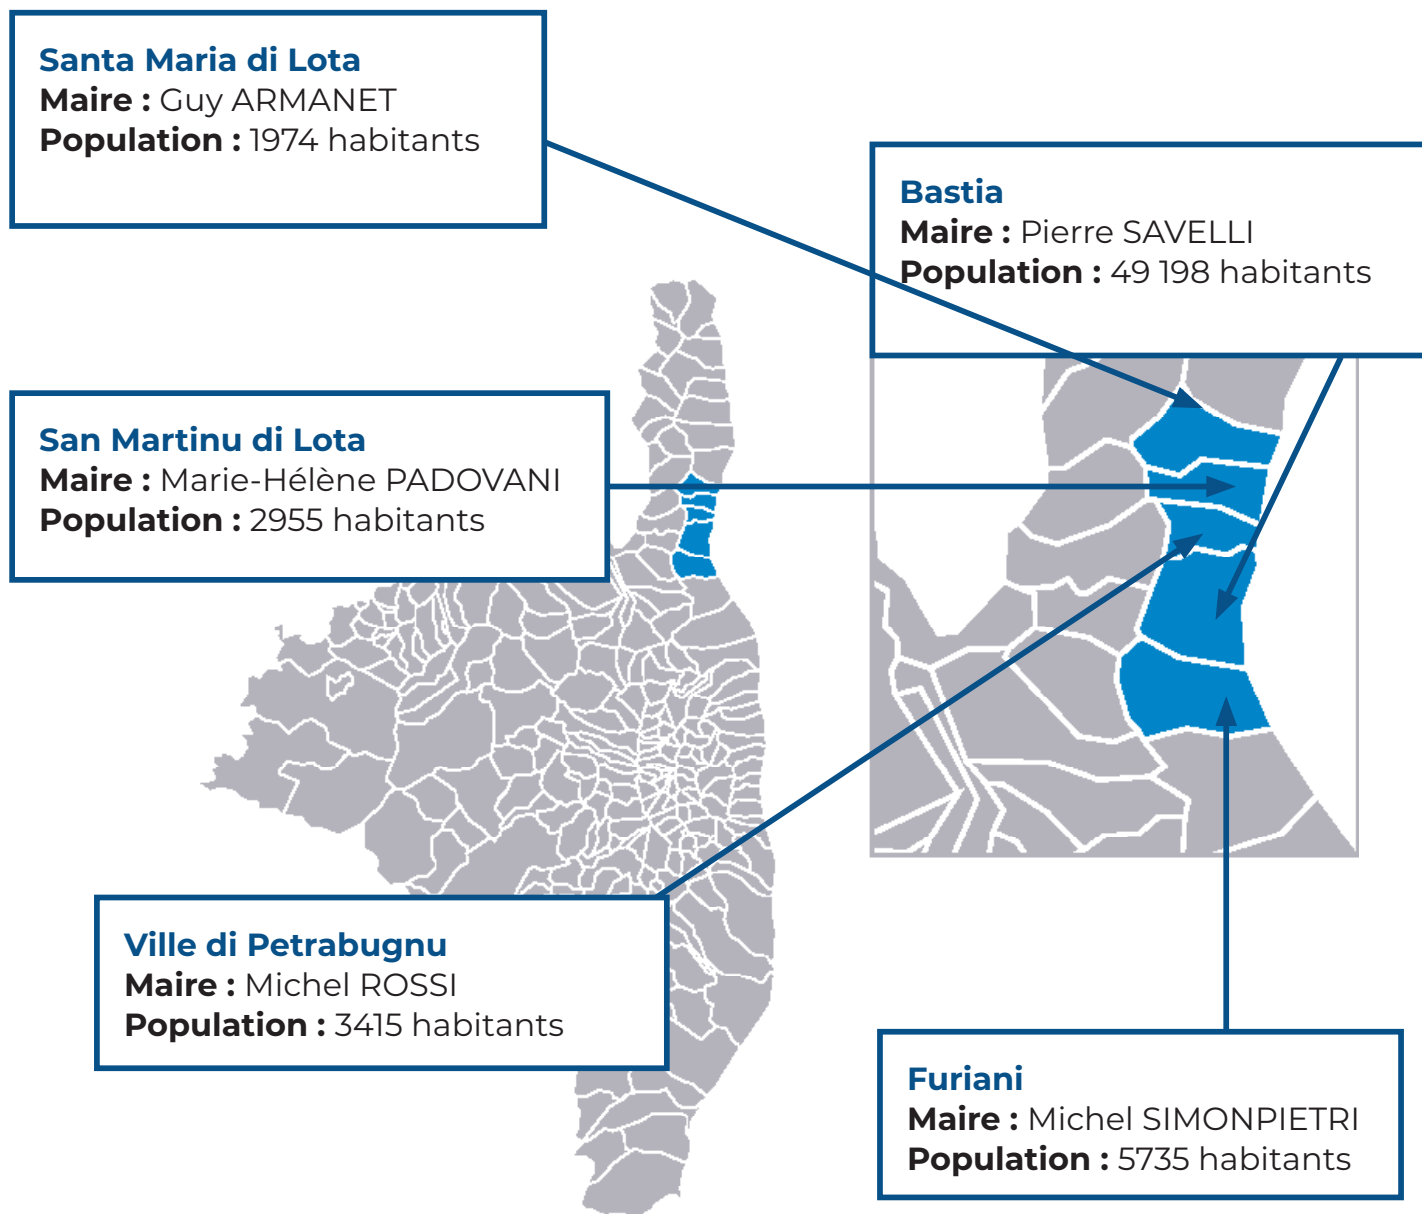 Santa Maria di Lota
Maire : Guy ARMANET
Population : 1974 habitants
Bastia
Maire : Pierre SAVELLI
Population : 49 198 habitants
San Martinu di Lota
Maire : Marie-Hélène PADOVANI
Population : 2955 habitants
Ville di Petrabugnu
Maire : Michel ROSSI
Population : 3415 habitants
Furiani
Maire : Michel SIMONPIETRI
Population : 5735 habitants